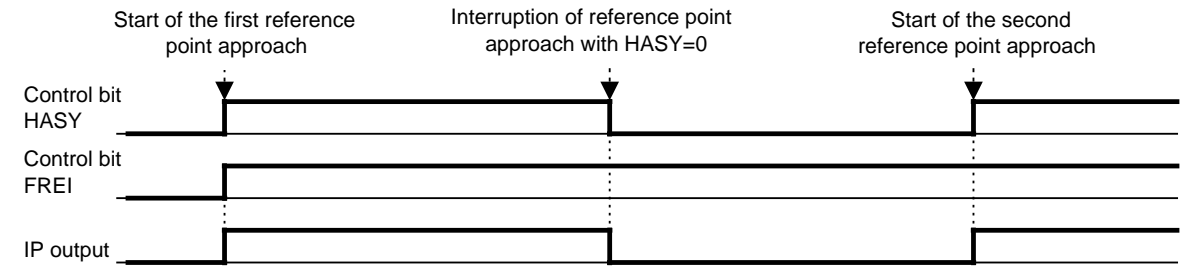 Start of the first reference
point approach
Interruption of reference point
approach with HASY=0
Start of the second
reference point approach
Control bit
HASY
Control bit
FREI
IP output